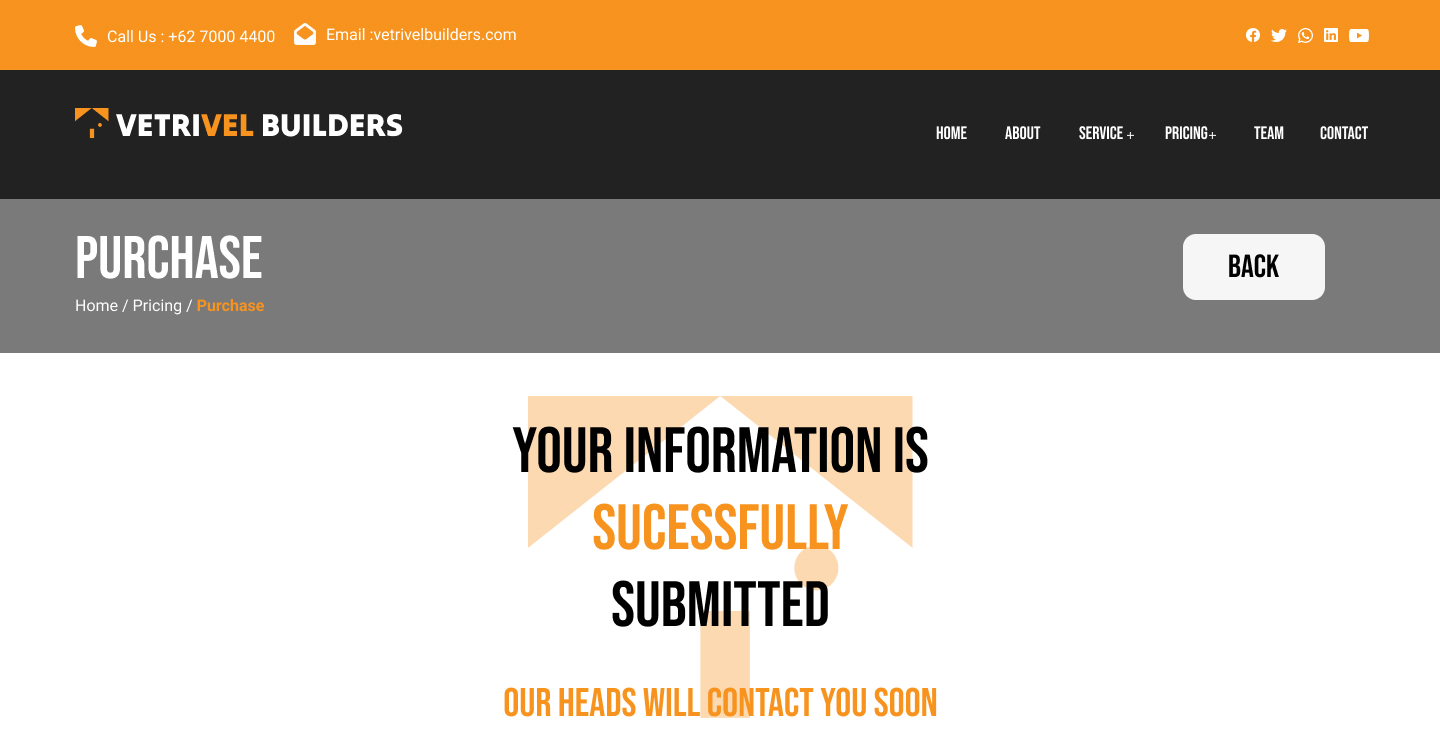 Call Us : +62 7000 4400 Email :vetrivelbuilders.com
VETRIVEL BUILDERS
HOME ABOUT SERVICE + PRICING+ TEAM CONTACT
PURCHASE
BACK
Home / Pricing / Purchase
YOUR INFORMATION IS
SUCESSFULLY
SUBMITTED
OUR HEADS WILL CONTACT YOU SOON